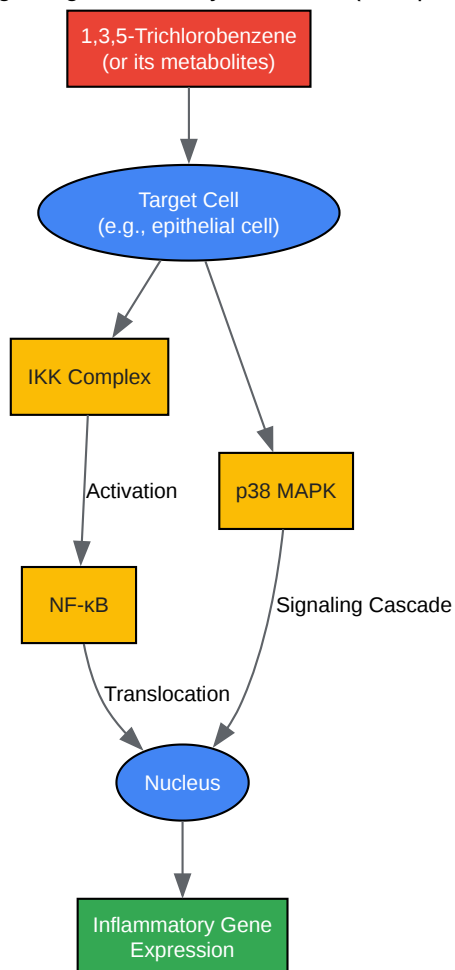 1,3,5-Trichlorobenzene
(or its metabolites)
Target Cell
(e.g., epithelial cell)
IKK Complex
p38 MAPK
Activation
NF-κB
Signaling Cascade
Translocation
Nucleus
Inflammatory Gene
Expression